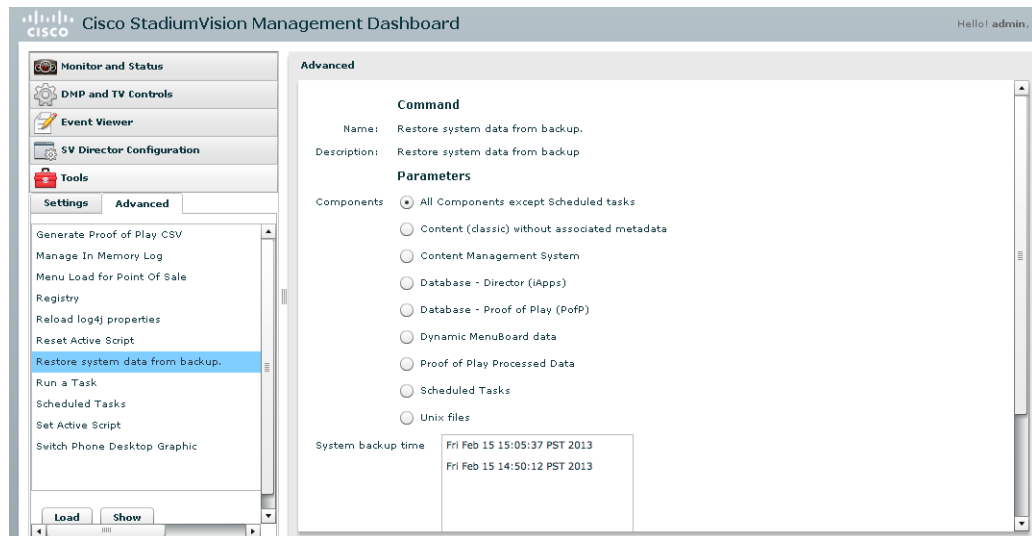 CISCO Cisco StadiumVision Management Dashboard
Hello! admin,
Monitor and Status
DMP and TV Controls
Event Viewer
SV Director Configuration
Tools
Settings Advanced
Generate Proof of Play CSV
Manage In Memory Log
Menu Load for Point Of Sale
Registry
Reload log4j properties
Reset Active Script
Restore system data from backup.
Run a Task
Scheduled Tasks
Set Active Script
Switch Phone Desktop Graphic
Load Show
Advanced
Command
Name: Restore system data from backup.
Description: Restore system data from backup
Parameters
Components All Components except Scheduled tasks
Content (classic) without associated metadata
Content Management System
Database - Director (iApps)
Database - Proof of Play (PofP)
Dynamic MenuBoard data
Proof of Play Processed Data
Scheduled Tasks
Unix files
System backup time Fri Feb 15 15:05:37 PST 2013
Fri Feb 15 14:50:12 PST 2013